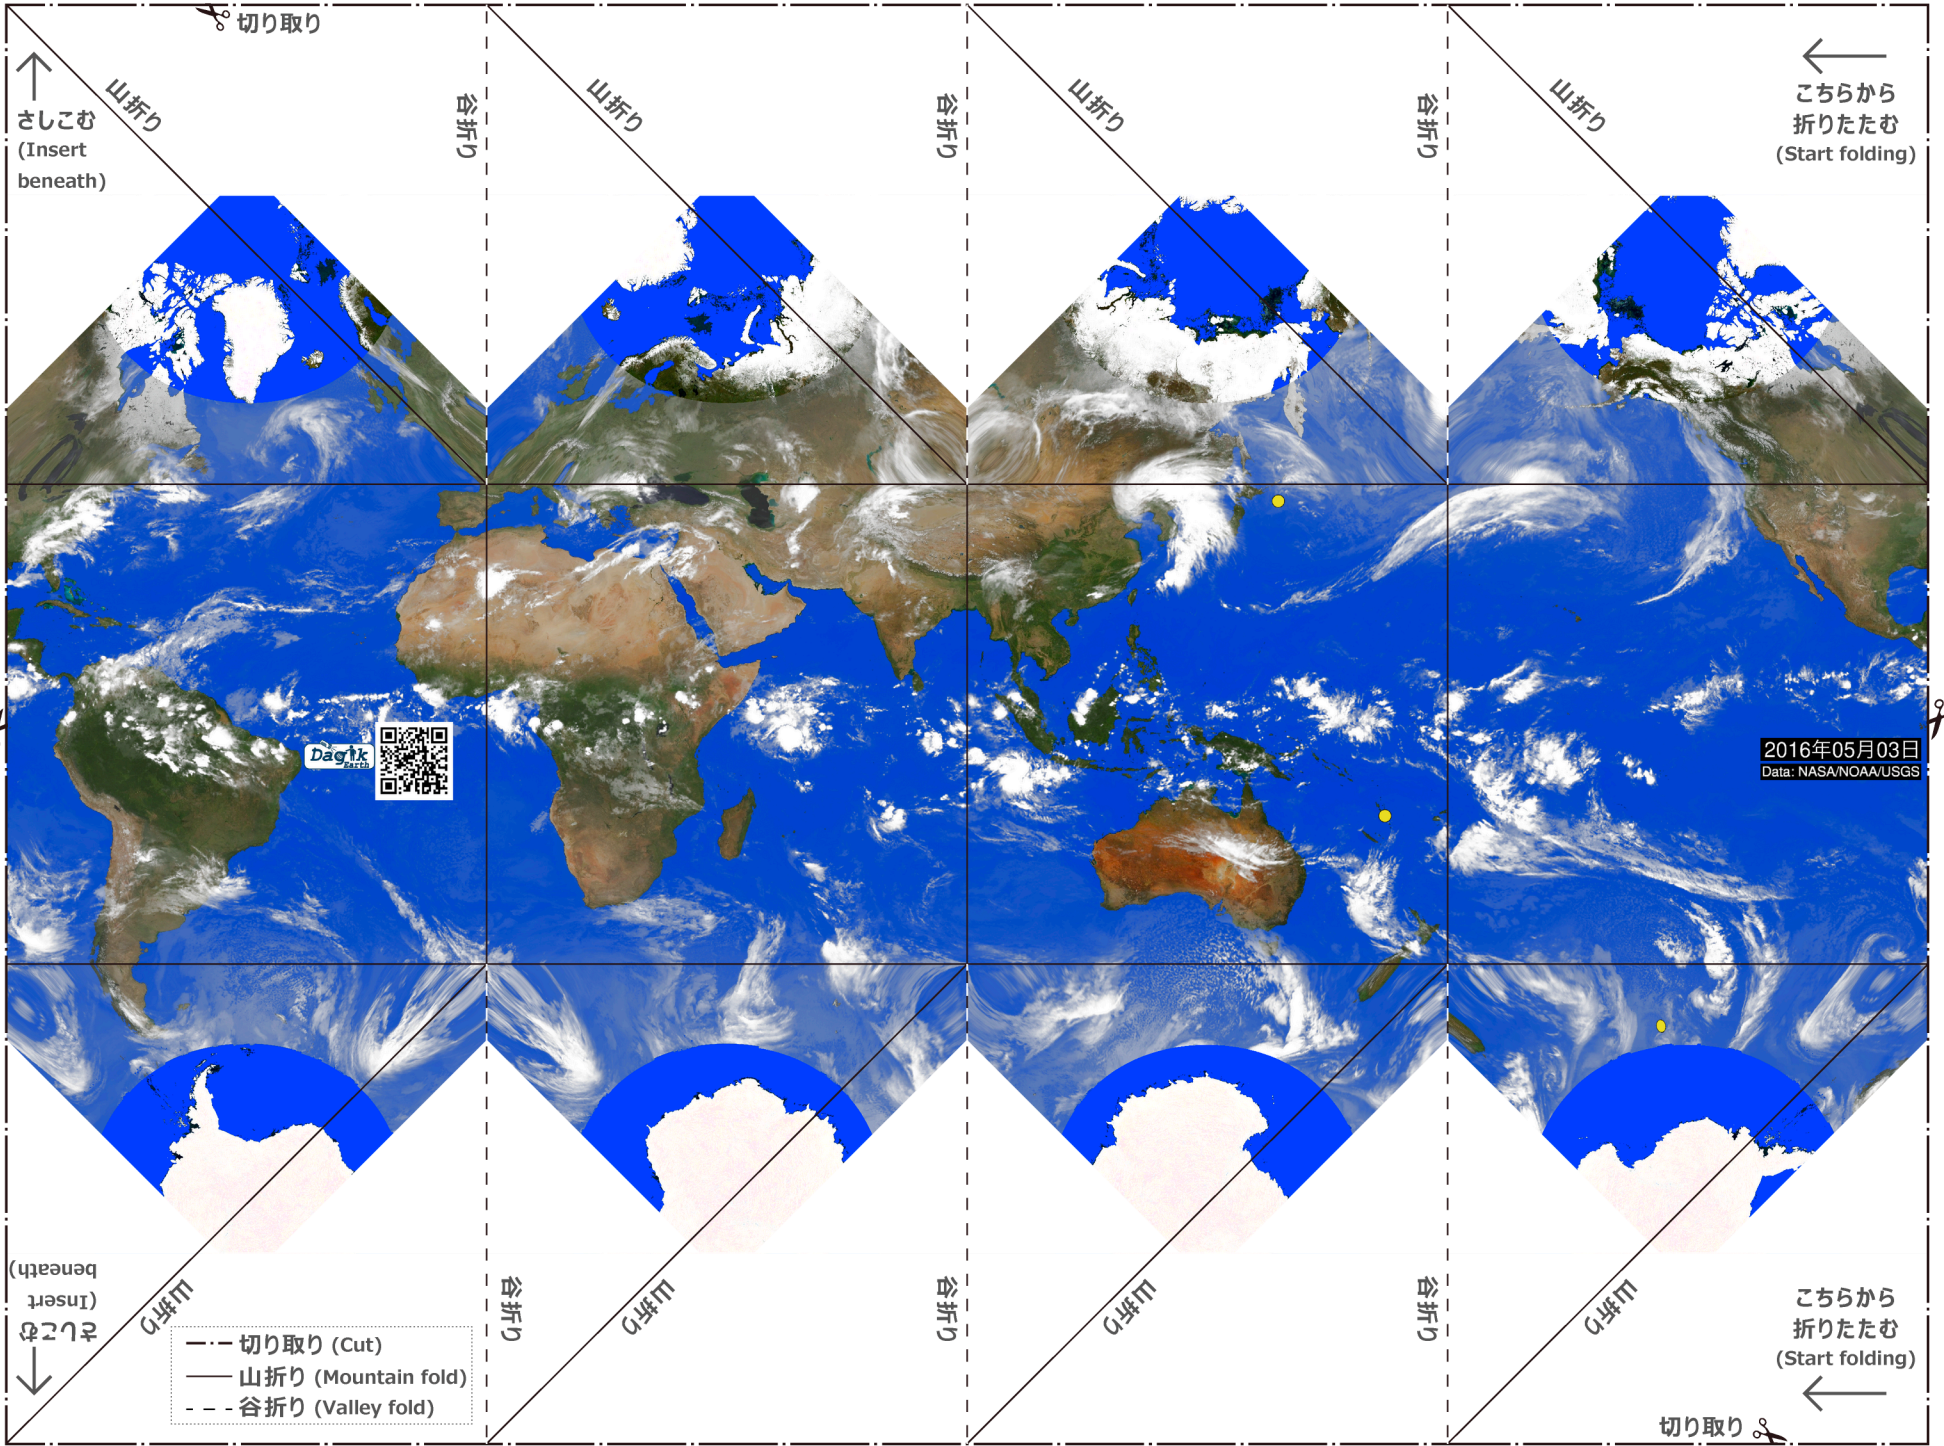 切り取り
山折り
谷折り
山折り
谷折り
山折り
谷折り
山折り
さしこむ
(Insert
beneath)
こちらから
折りたたむ
(Start folding)
Dagik
Earth
2016年05月03日
Data: NASA/NOAA/USGS
さしこむ
(Insert
beneath)
山折り
谷折り
山折り
谷折り
山折り
谷折り
山折り
こちらから
折りたたむ
(Start folding)
切り取り (Cut)
山折り (Mountain fold)
谷折り (Valley fold)
切り取り